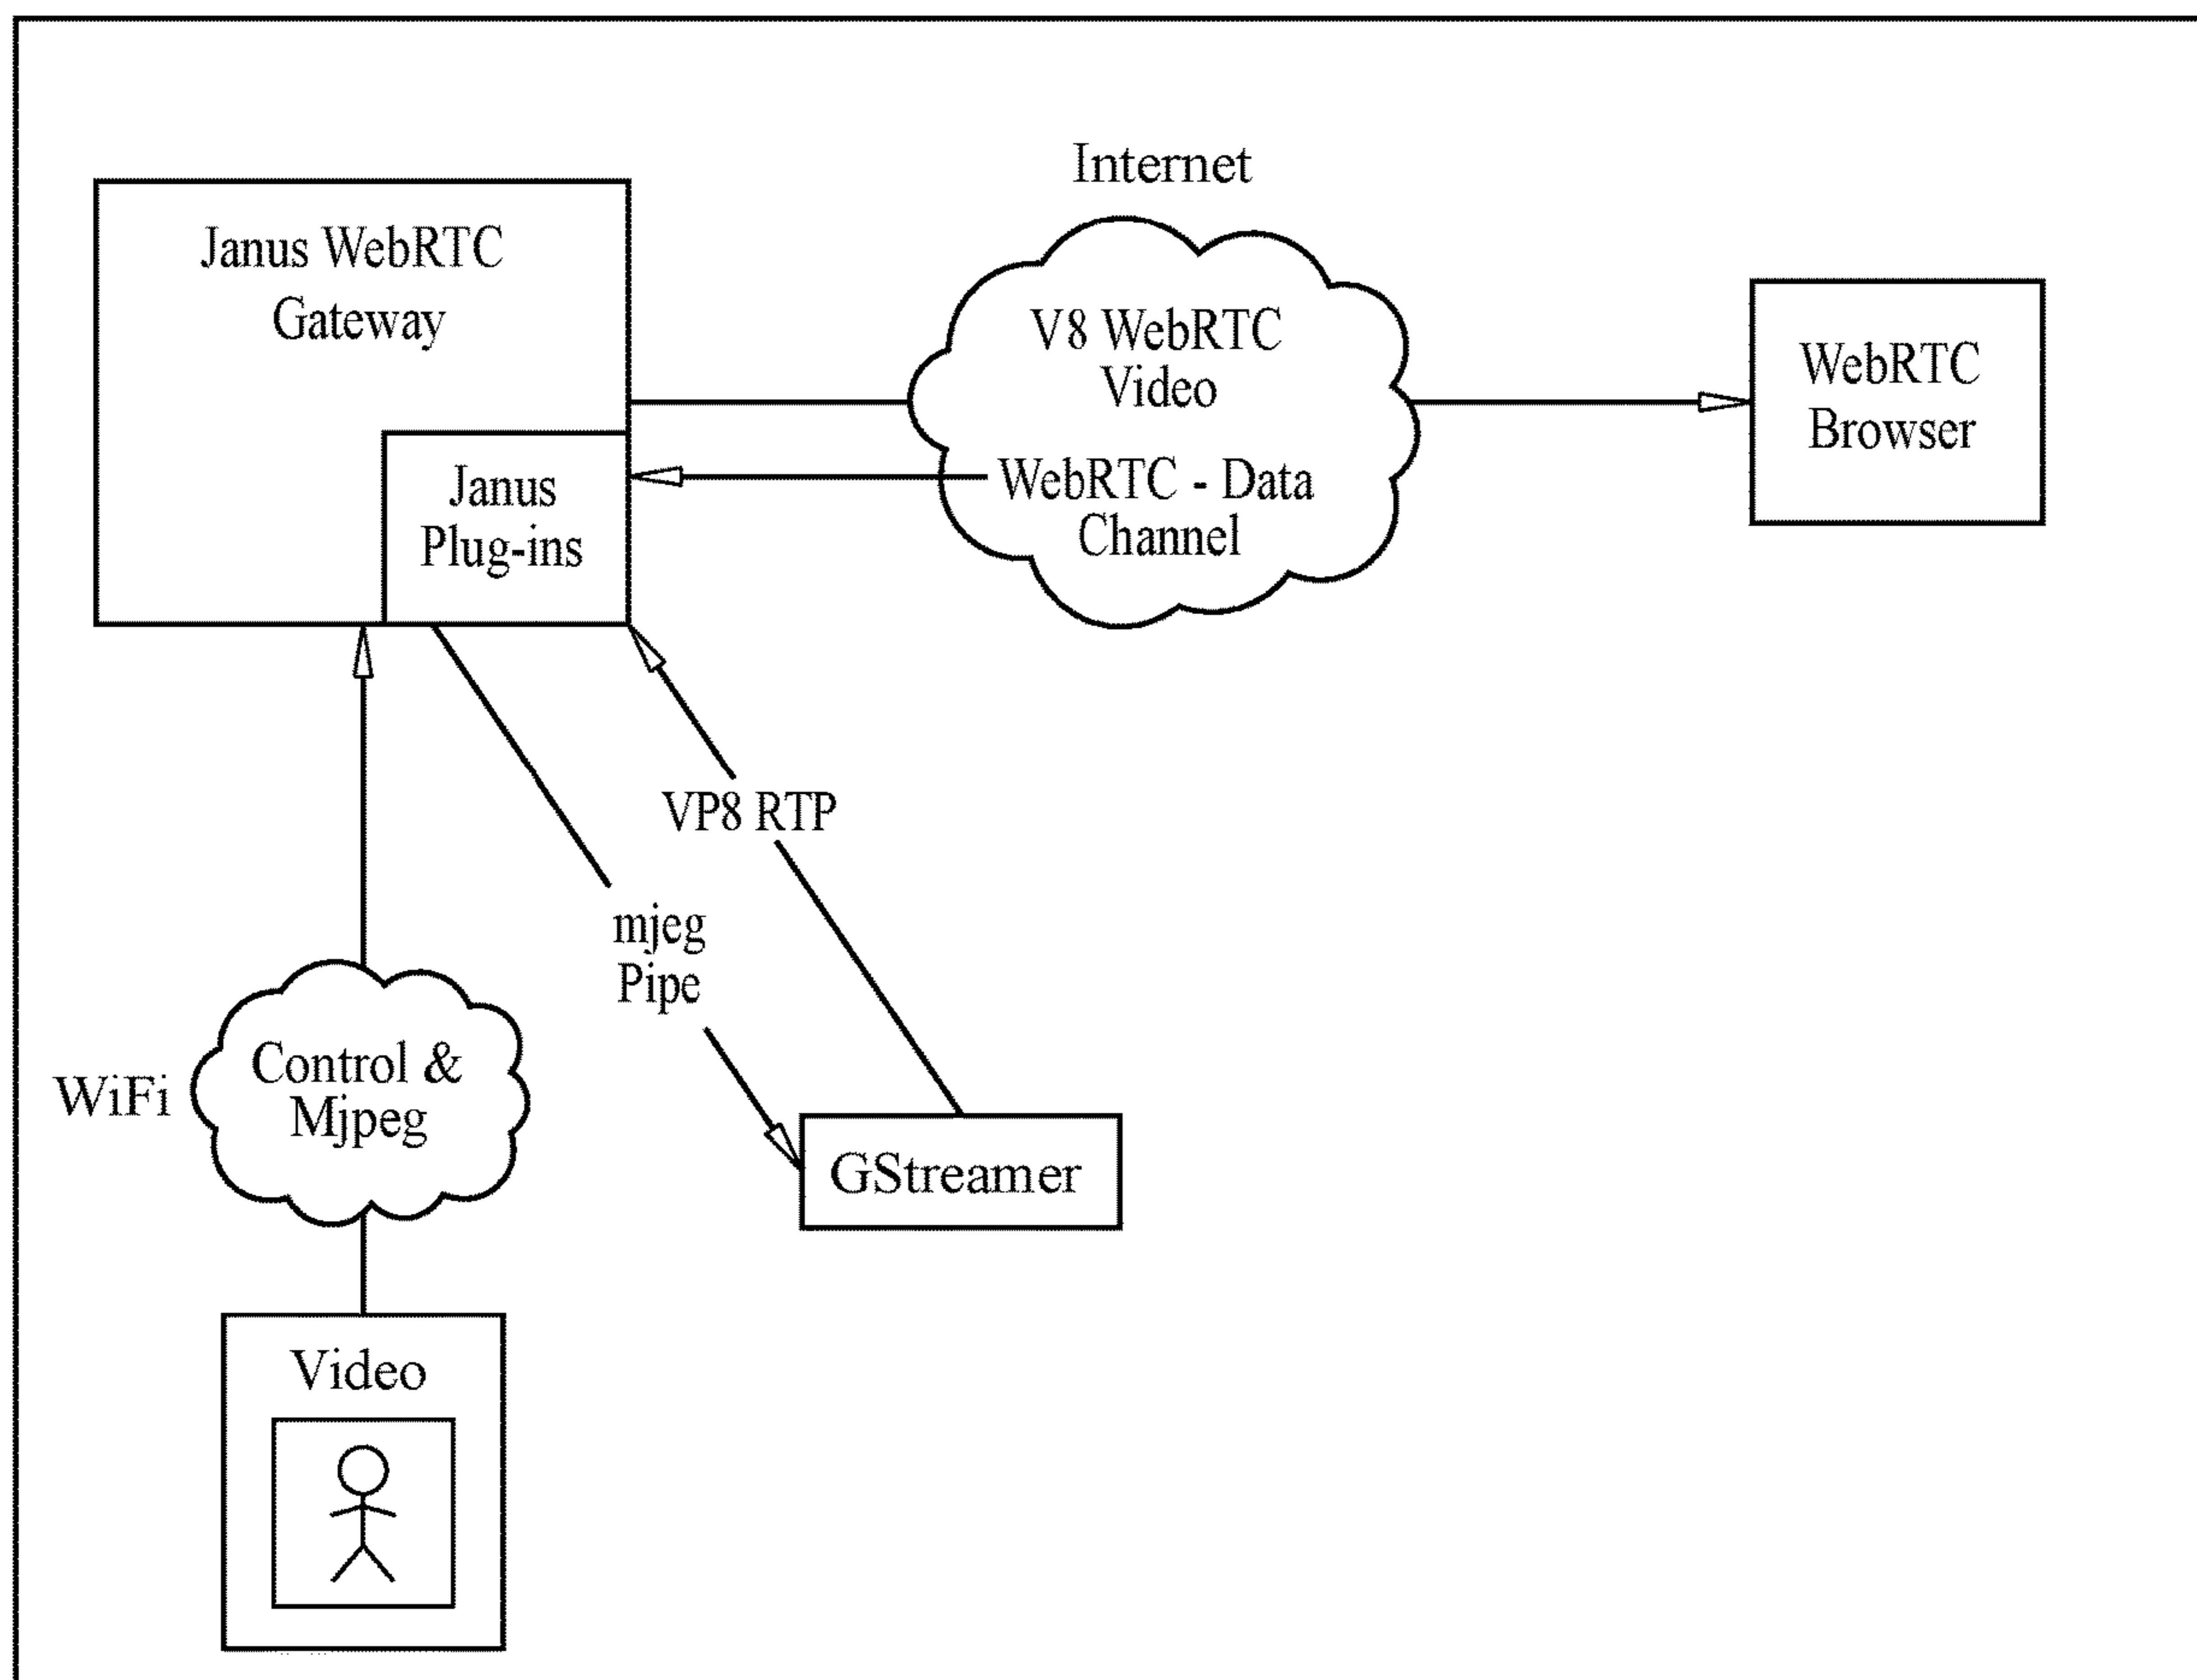 Internet
Janus WebRTC
Gateway
V8 WebRTC
Video
WebRTC
Browser
Janus
Plug-ins
WebRTC - Data
Channel
VP8 RTP
mjeg
Pipe
WiFi
Control &
Mjpeg
GStreamer
Video